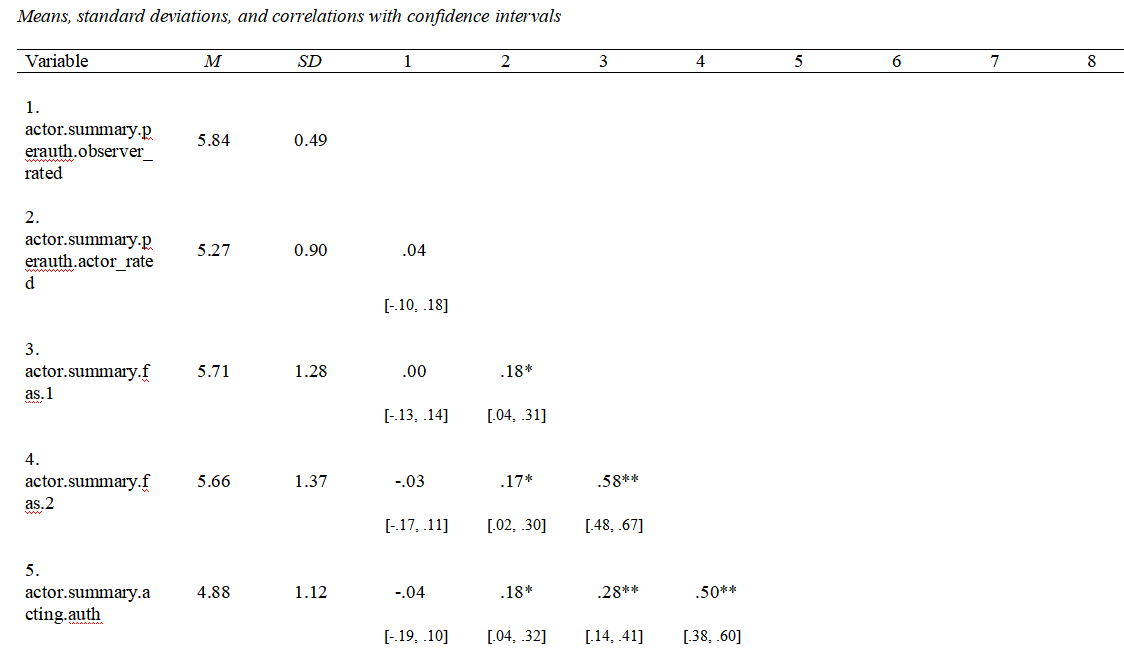 Means, standard deviations, and correlations with confidence intervals
Variable M SD 1 2 3 4 5 6 7 8
1.
actor.summary.p
erauth.observer_
rated
5.84 0.49
2.
actor.summary.p
erauth.actor_rate
d
5.27 0.90 .04
[-.10, .18]
3.
actor.summary.f
as.1
5.71 1.28 .00 .18*
[-.13, .14] [.04, .31]
4.
actor.summary.f
as.2
5.66 1.37 -.03 .17* .58**
[-.17, .11] [.02, .30] [.48, .67]
5.
actor.summary.a
cting.auth
4.88 1.12 -.04 .18* .28** .50**
[-.19, .10] [.04, .32] [.14, .41] [.38, .60]